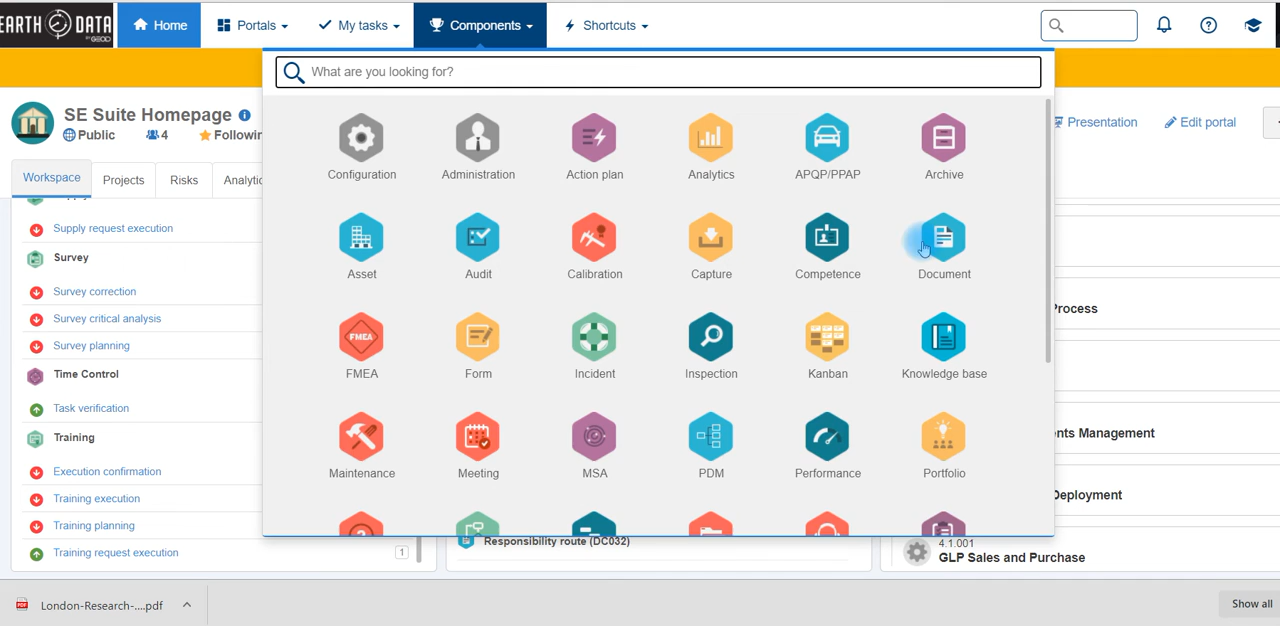 EARTH DATA
BY GEOD
Home
Portals
My tasks
Components
Shortcuts
What are you looking for?
SE Suite Homepage
Public
4
Followin
Presentation
Edit portal
Workspace
Projects
Risks
Analytic
Configuration
Administration
Action plan
Analytics
APQP/PPAP
Archive
Supply request execution
Survey
Survey correction
Survey critical analysis
Survey planning
Time Control
Task verification
Training
Execution confirmation
Training execution
Training planning
Training request execution
1
Asset
Audit
Calibration
Capture
Competence
Document
FMEA
FMEA
Form
Incident
Inspection
Kanban
Knowledge base
Maintenance
Meeting
MSA
PDM
Performance
Portfolio
Process
nts Management
Deployment
Responsibility route (DC032)
4.1.001
GLP Sales and Purchase
PDF
London-Research-....pdf
Show all